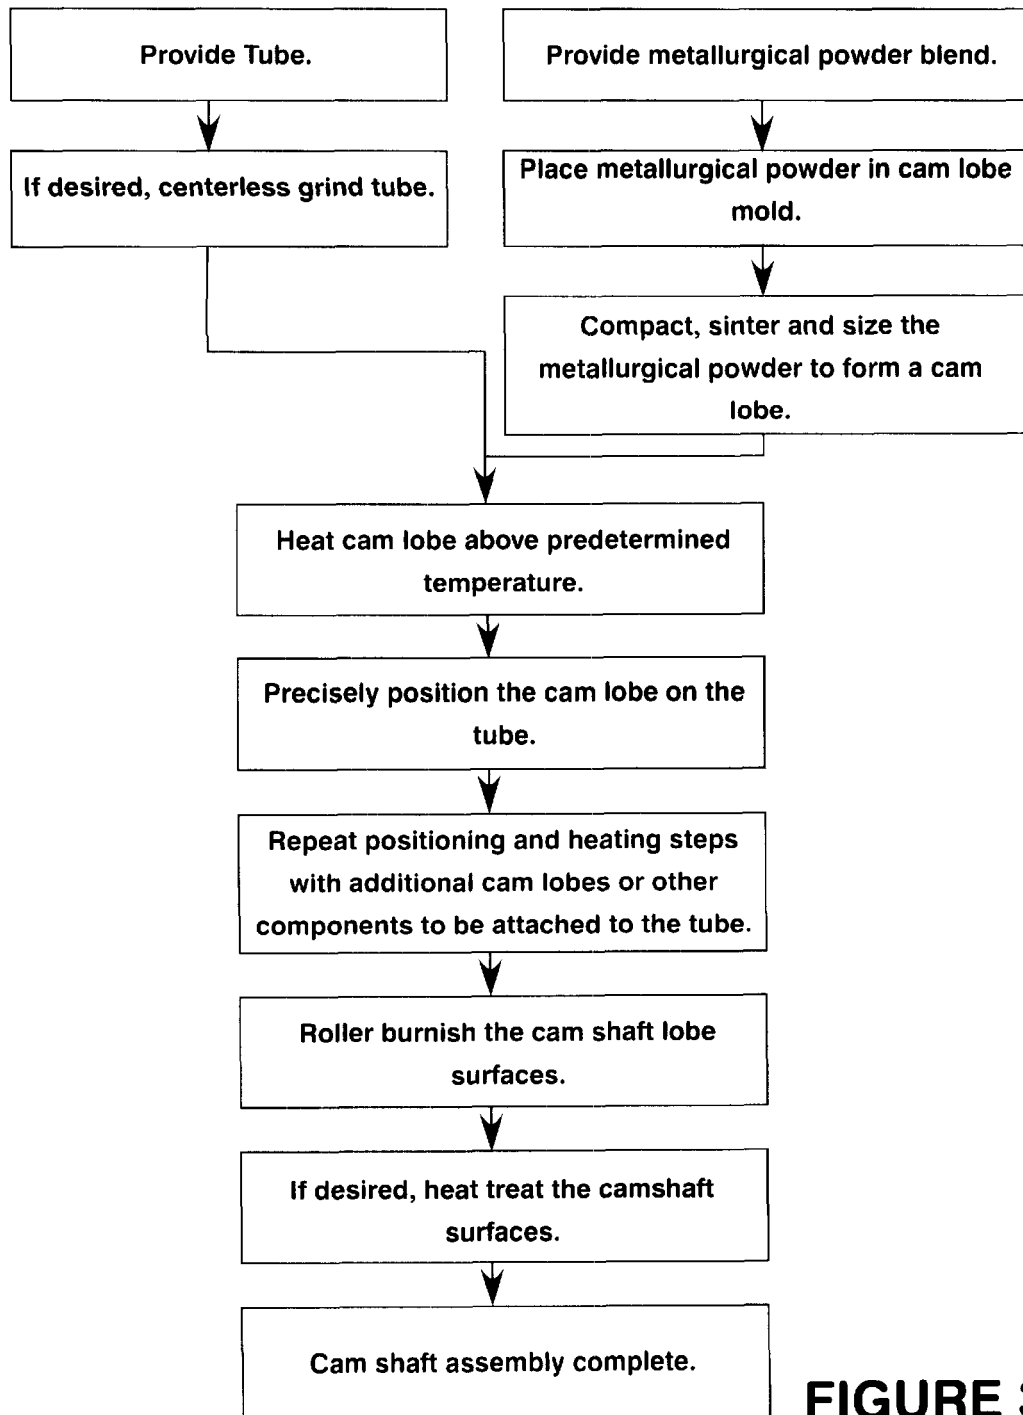 Provide Tube.
If desired, centerless grind tube.
Provide metallurgical powder blend.
Place metallurgical powder in cam lobe
mold.
Compact, sinter and size the
metallurgical powder to form a cam
lobe.
Heat cam lobe above predetermined
temperature.
Precisely position the cam lobe on the
tube.
Repeat positioning and heating steps
with additional cam lobes or other
components to be attached to the tube.
Roller burnish the cam shaft lobe
surfaces.
If desired, heat treat the camshaft
surfaces.
Cam shaft assembly complete.
FIGURE